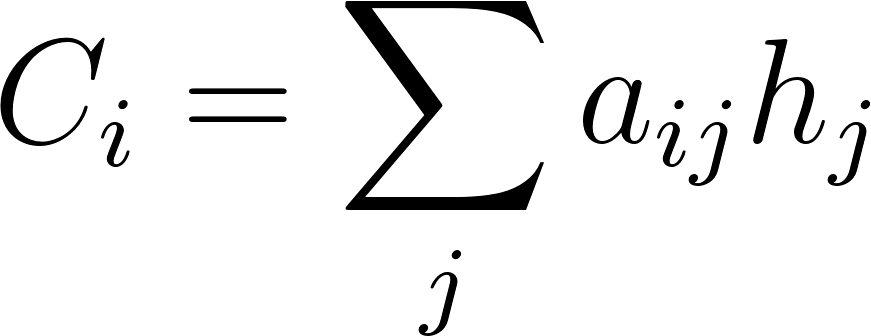 C_i = \sum_j a_{ij} h_j